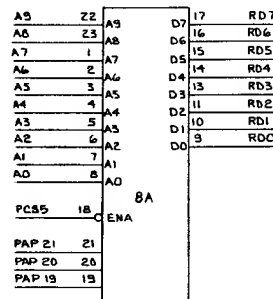 A9 22 A9 D7 17 RD7
A8 23 A8 D6 16 RD6
A7 1 A7 D5 15 RD5
A6 2 A6 D4 14 RD4
A5 3 A5 D3 13 RD3
A4 4 A4 D2 11 RD2
A3 5 A3 D1 10 RD1
A2 6 A2 D0 9 RD0
A1 7 A1
A0 8 A0
8A
PCS5 18 ENA
PAP 21 21
PAP 20 20
PAP 19 19